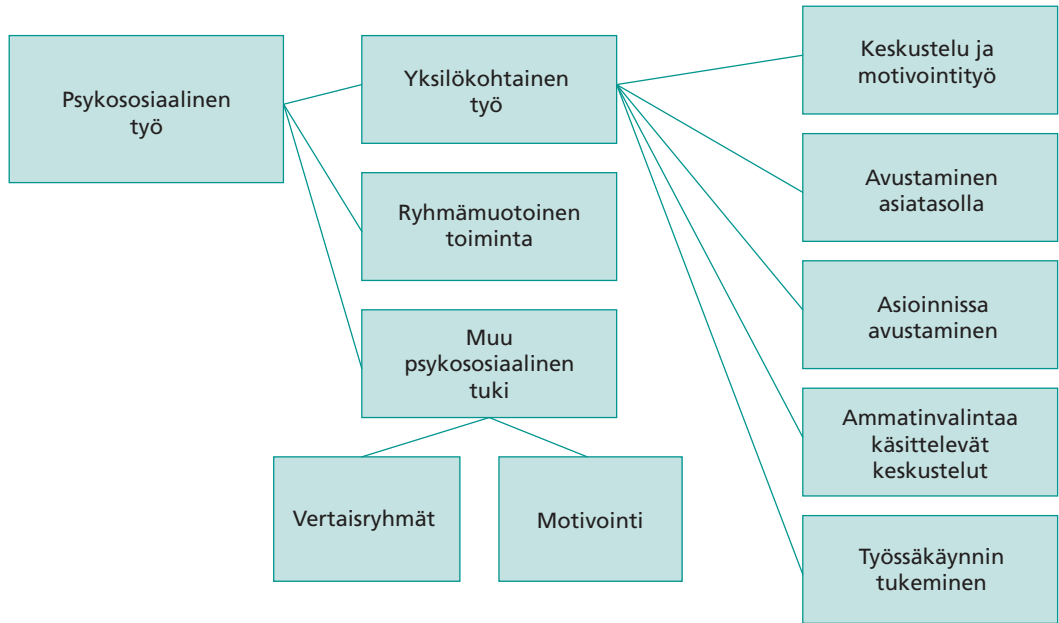 Psykososiaalinen
työ
Yksilökohtainen
työ
Ryhmämuotoinen
toiminta
Muu
psykososiaalinen
tuki
Vertaisryhmät
Motivointi
Keskustelu ja
motivointityö
Avustaminen
asiatasolla
Asioinnissa
avustaminen
Ammatinvalintaa
käsittelevät
keskustelut
Työssäkäynnin
tukeminen